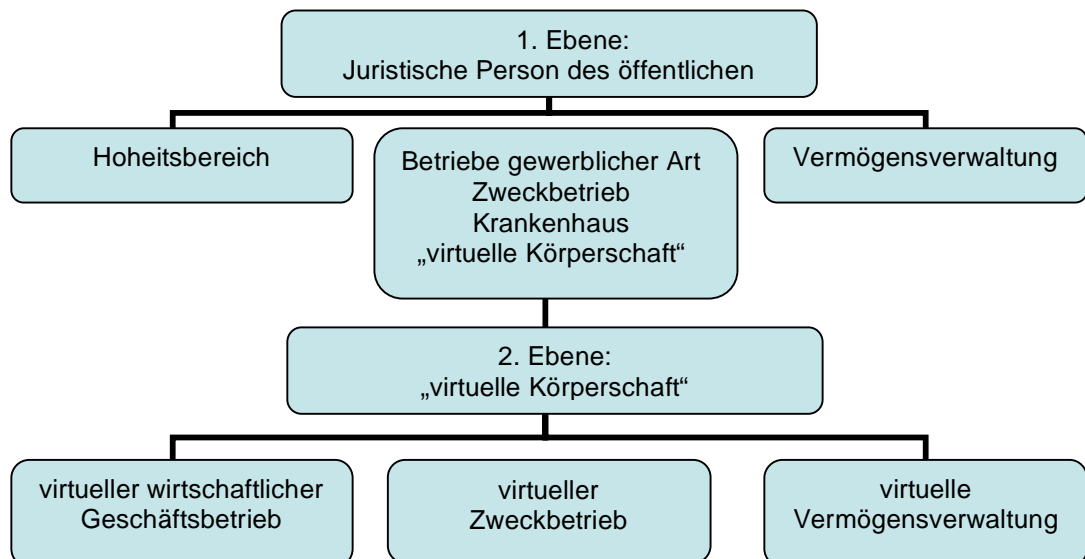 1. Ebene:
Juristische Person des öffentlichen
Hoheitsbereich
Betriebe gewerblicher Art
Zweckbetrieb
Krankenhaus
„virtuelle Körperschaft“
Vermögensverwaltung
2. Ebene:
„virtuelle Körperschaft“
virtueller wirtschaftlicher
Geschäftsbetrieb
virtueller
Zweckbetrieb
virtuelle
Vermögensverwaltung